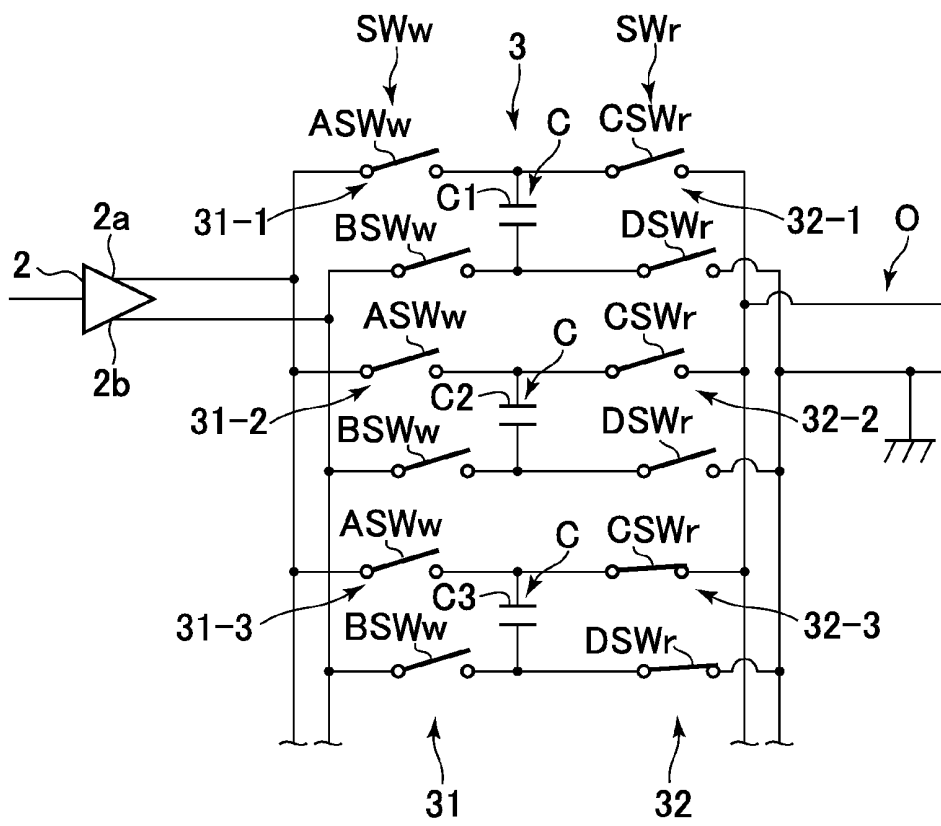 SWw
3
SWr
ASWw
C
CSWr
C1
31-1
32-1
2a
BSWw
DSWr
O
2
ASWw
CSWr
C
2b
C2
31-2
32-2
BSWw
DSWr
ASWw
C
CSWr
C3
31-3
32-3
BSWw
DSWr
31
32